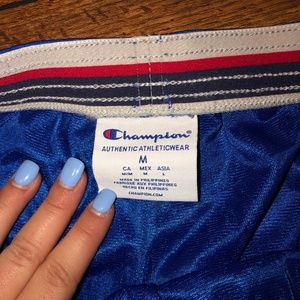 Champion
AUTHENTIC ATHLETICWEAR
M
CA MEX ASIA
M/M M L
MADE IN PHILIPPINES
FABRIQUÉ AUX PHILIPPINES
HECHO EN FILIPINAS
CHAMPION.COM